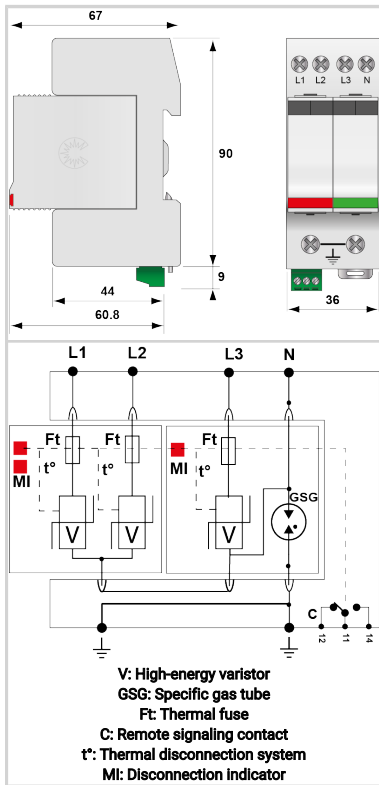 67
L1 L2 L3 N
90
9
44
36
60.8
L1 L2 L3 N
Ft Ft Ft
MI t° t° MI t°
GSG
V V V
C
12 11 14
V: High-energy varistor
GSG: Specific gas tube
Ft: Thermal fuse
C: Remote signaling contact
t°: Thermal disconnection system
MI: Disconnection indicator